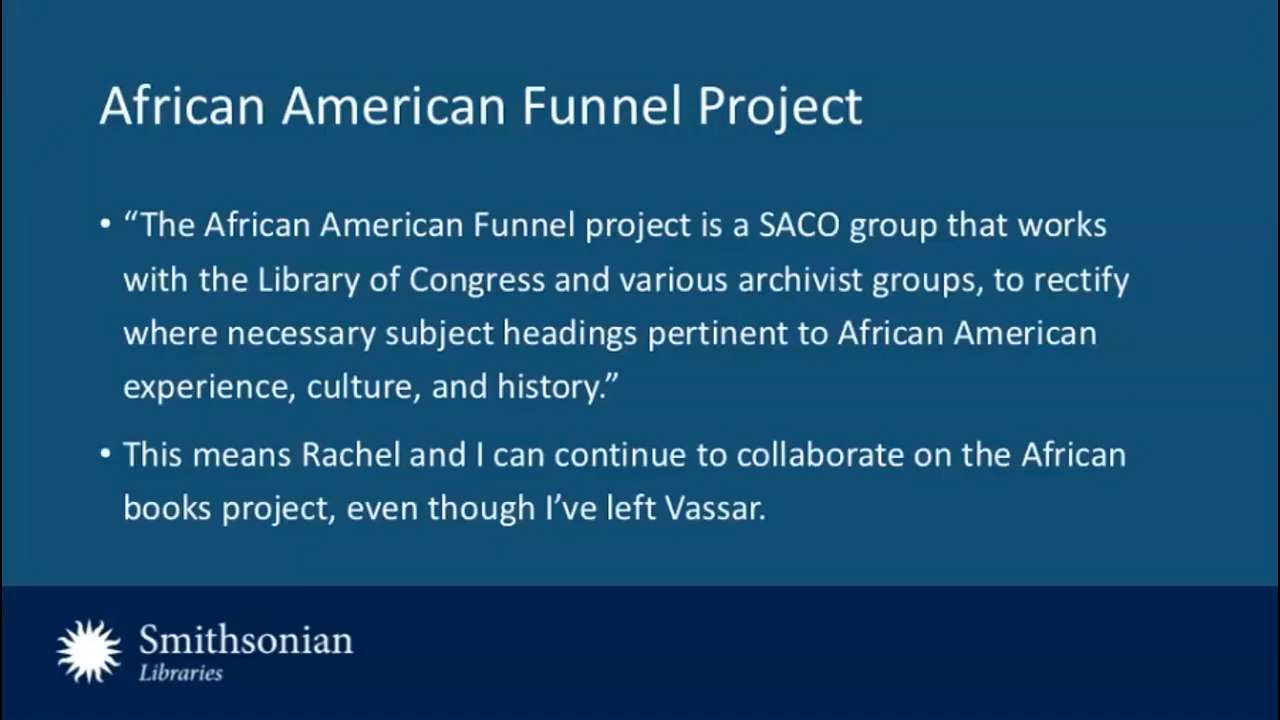 African American Funnel Project
• “The African American Funnel project is a SACO group that works
with the Library of Congress and various archivist groups, to rectify
where necessary subject headings pertinent to African American
experience, culture, and history.”
• This means Rachel and I can continue to collaborate on the African
books project, even though I’ve left Vassar.
Smithsonian
Libraries